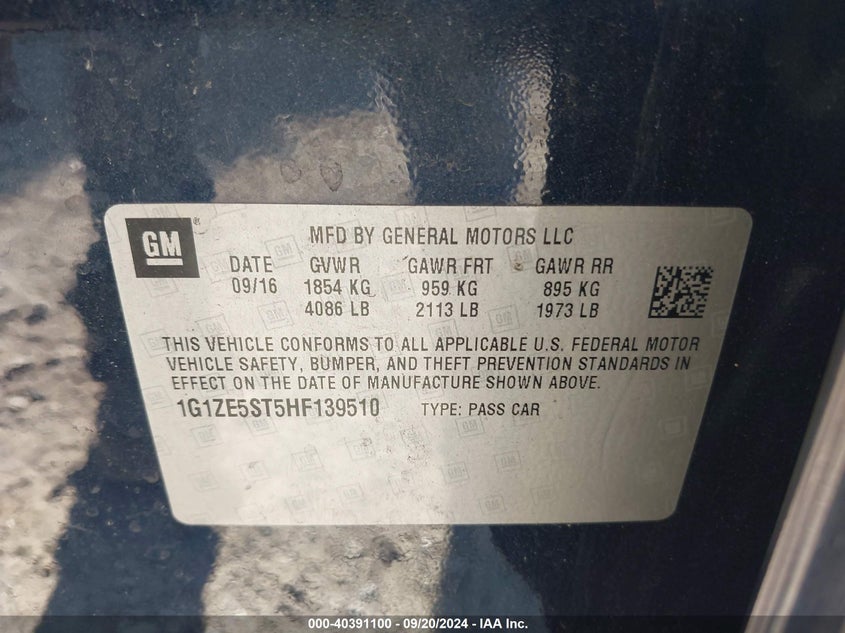 GM ®
MFD BY GENERAL MOTORS LLC
DATE GVWR GAWR FRT GAWR RR
09/16 1854 KG 959 KG 895 KG
4086 LB 2113 LB 1973 LB
THIS VEHICLE CONFORMS TO ALL APPLICABLE U.S. FEDERAL MOTOR
VEHICLE SAFETY, BUMPER, AND THEFT PREVENTION STANDARDS IN
EFFECT ON THE DATE OF MANUFACTURE SHOWN ABOVE.
1G1ZE5ST5HF139510 TYPE: PASS CAR
000-40391100 - 09/20/2024 - IAA Inc.